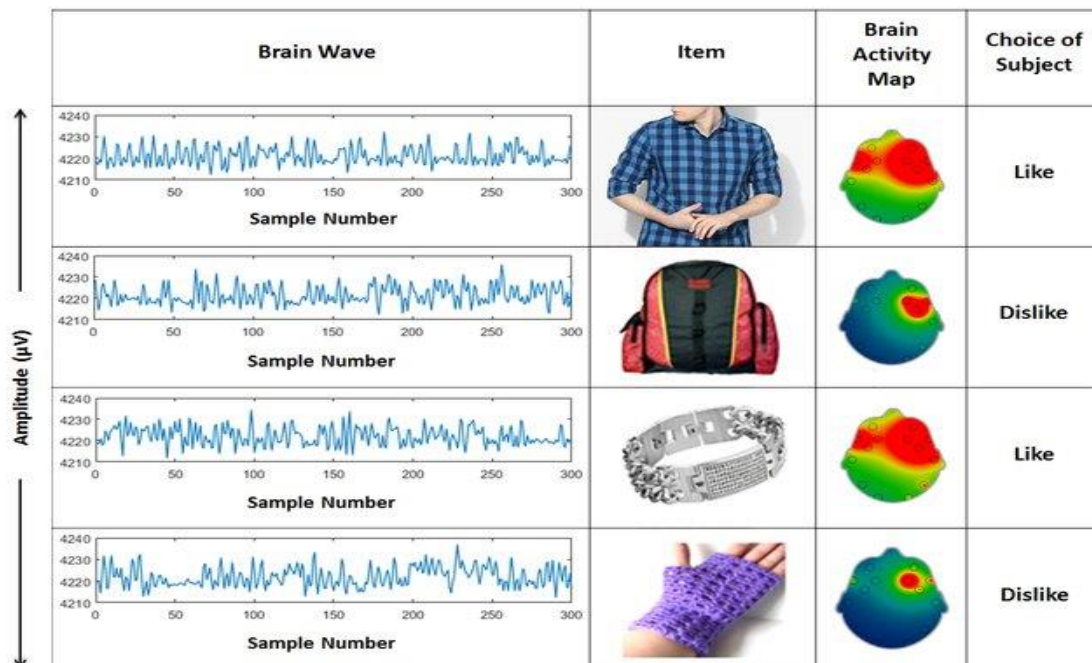 Brain Wave
Item
Brain
Activity
Map
Choice of
Subject
Amplitude (µV)
4240
4230
4220
4210
0 50 100 150 200 250 300
Sample Number
Like
4240
4230
4220
4210
0 50 100 150 200 250 300
Sample Number
Dislike
4240
4230
4220
4210
0 50 100 150 200 250 300
Sample Number
Like
4240
4230
4220
4210
0 50 100 150 200 250 300
Sample Number
Dislike